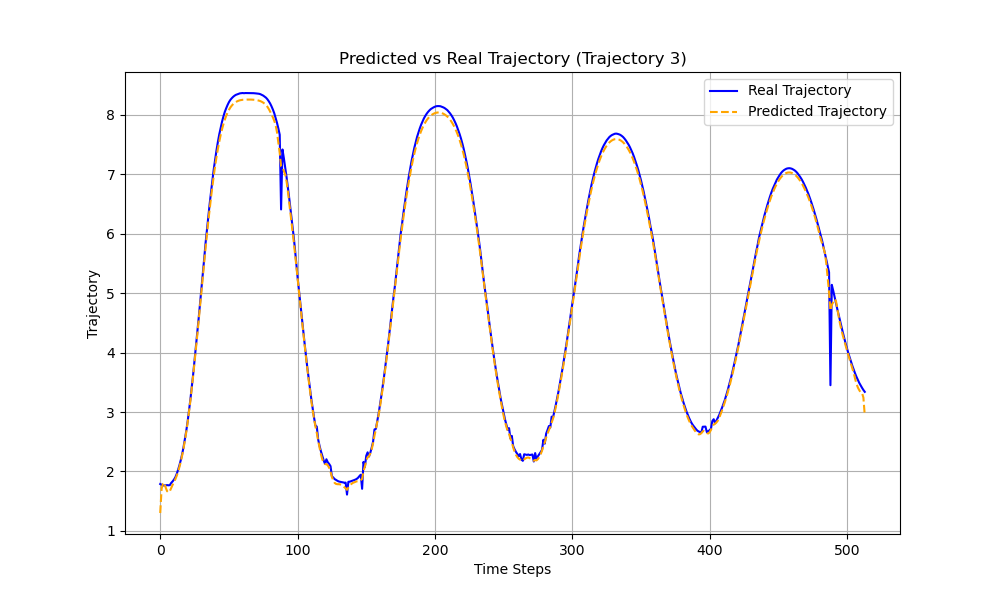 Predicted vs Real Trajectory (Trajectory 3)
Real Trajectory
Predicted Trajectory
8
7
6
5
4
3
2
1
Trajectory
0 100 200 300 400 500
Time Steps